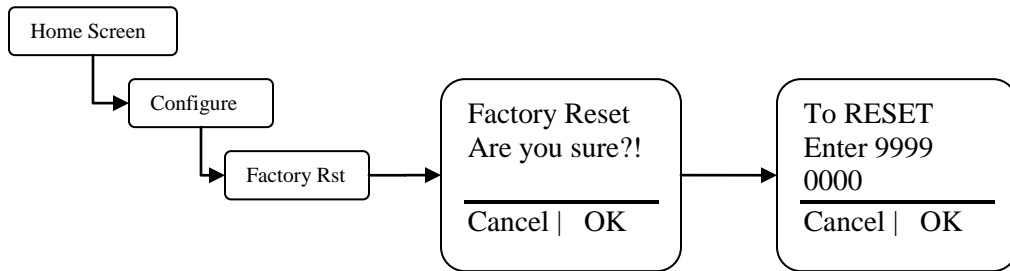 Home Screen
Configure
Factory Rst
Factory Reset
Are you sure?!
Cancel | OK
To RESET
Enter 9999
0000
Cancel | OK